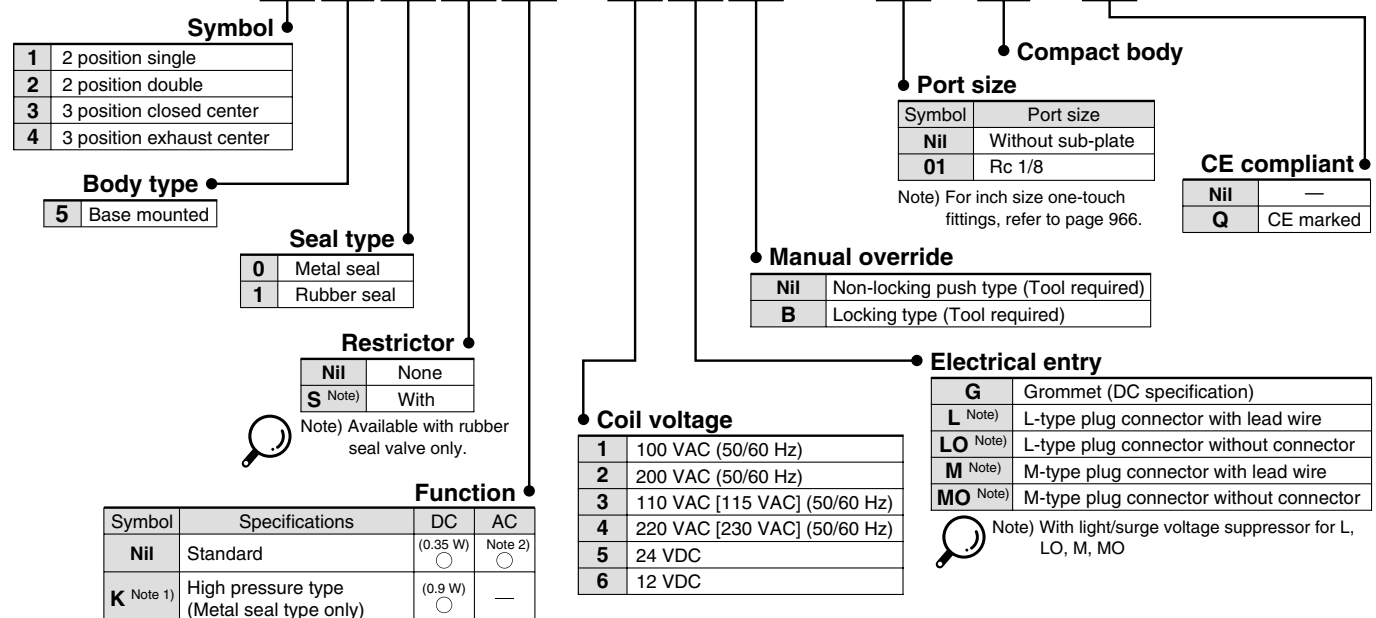 Symbol
1 2 position single
2 2 position double
3 3 position closed center
4 3 position exhaust center
Body type
5 Base mounted
Seal type
0 Metal seal
1 Rubber seal
Restrictor
Nil None
S Note) With
Note) Available with rubber
seal valve only.
Function
Symbol Specifications DC AC
Nil Standard (0.35 W) ○ Note 2) ○
K Note 1) High pressure type
(Metal seal type only) (0.9 W) ○ —
Coil voltage
1 100 VAC (50/60 Hz)
2 200 VAC (50/60 Hz)
3 110 VAC [115 VAC] (50/60 Hz)
4 220 VAC [230 VAC] (50/60 Hz)
5 24 VDC
6 12 VDC
Electrical entry
G Grommet (DC specification)
L Note) L-type plug connector with lead wire
LO Note) L-type plug connector without connector
M Note) M-type plug connector with lead wire
MO Note) M-type plug connector without connector
Note) With light/surge voltage suppressor for L,
LO, M, MO
Manual override
Nil Non-locking push type (Tool required)
B Locking type (Tool required)
Port size
Symbol Port size
Nil Without sub-plate
01 Rc 1/8
Note) For inch size one-touch
fittings, refer to page 966.
Compact body
CE compliant
Nil —
Q CE marked